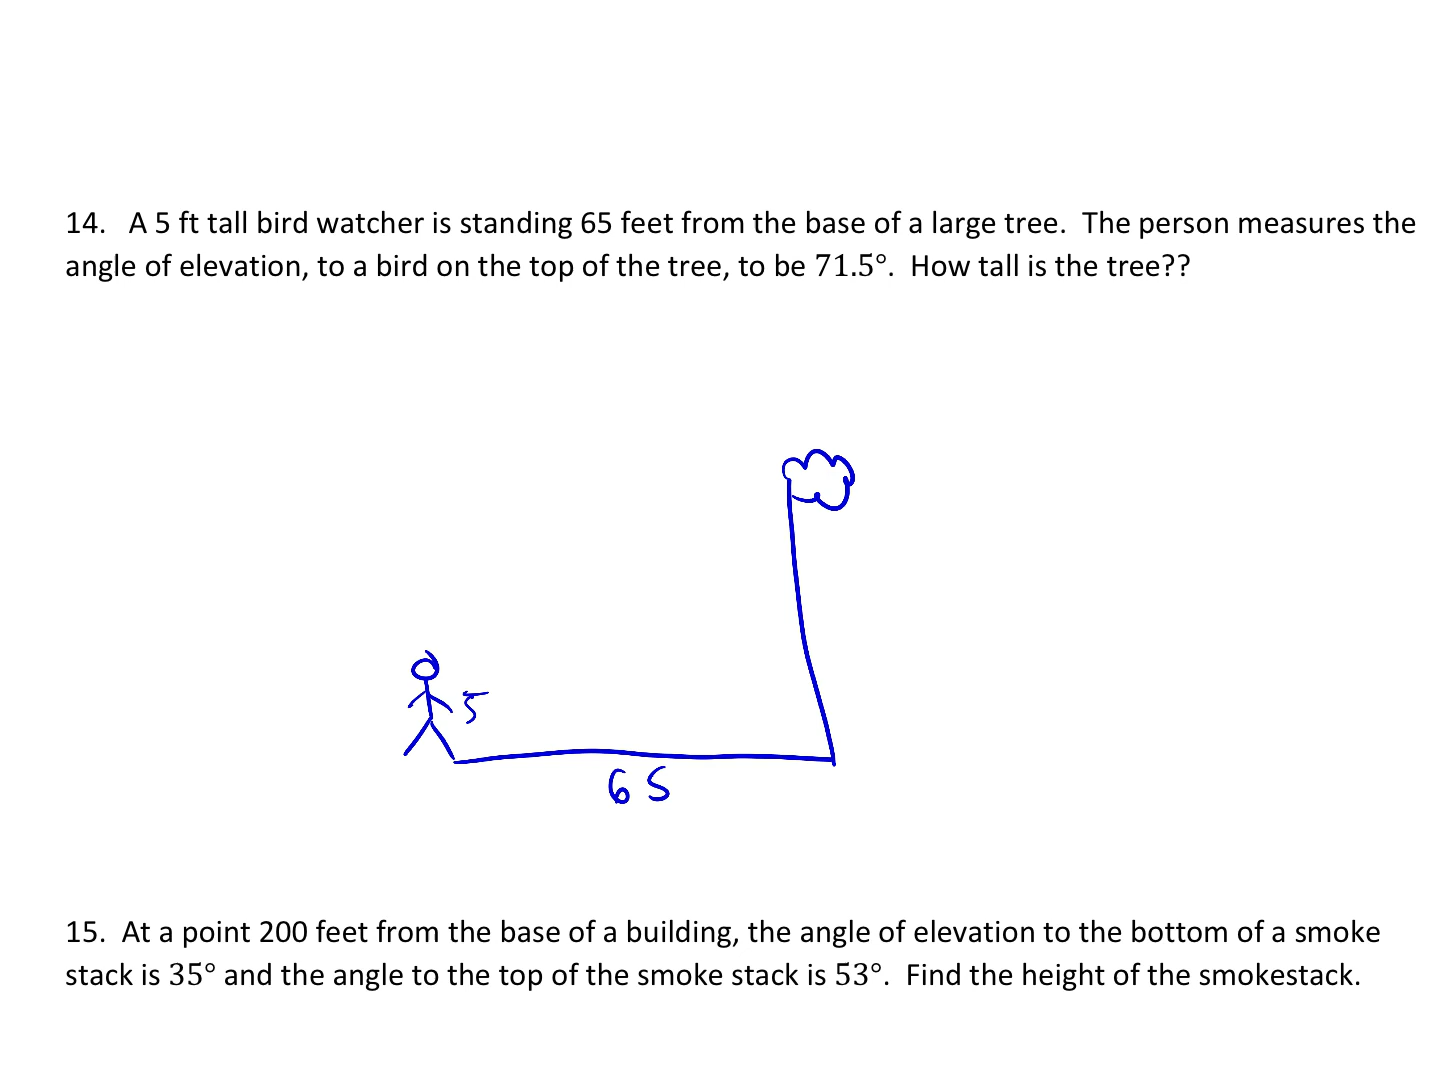 14. A 5 ft tall bird watcher is standing 65 feet from the base of a large tree. The person measures the
angle of elevation, to a bird on the top of the tree, to be 71.5°. How tall is the tree??
5
65
15. At a point 200 feet from the base of a building, the angle of elevation to the bottom of a smoke
stack is 35° and the angle to the top of the smoke stack is 53°. Find the height of the smokestack.